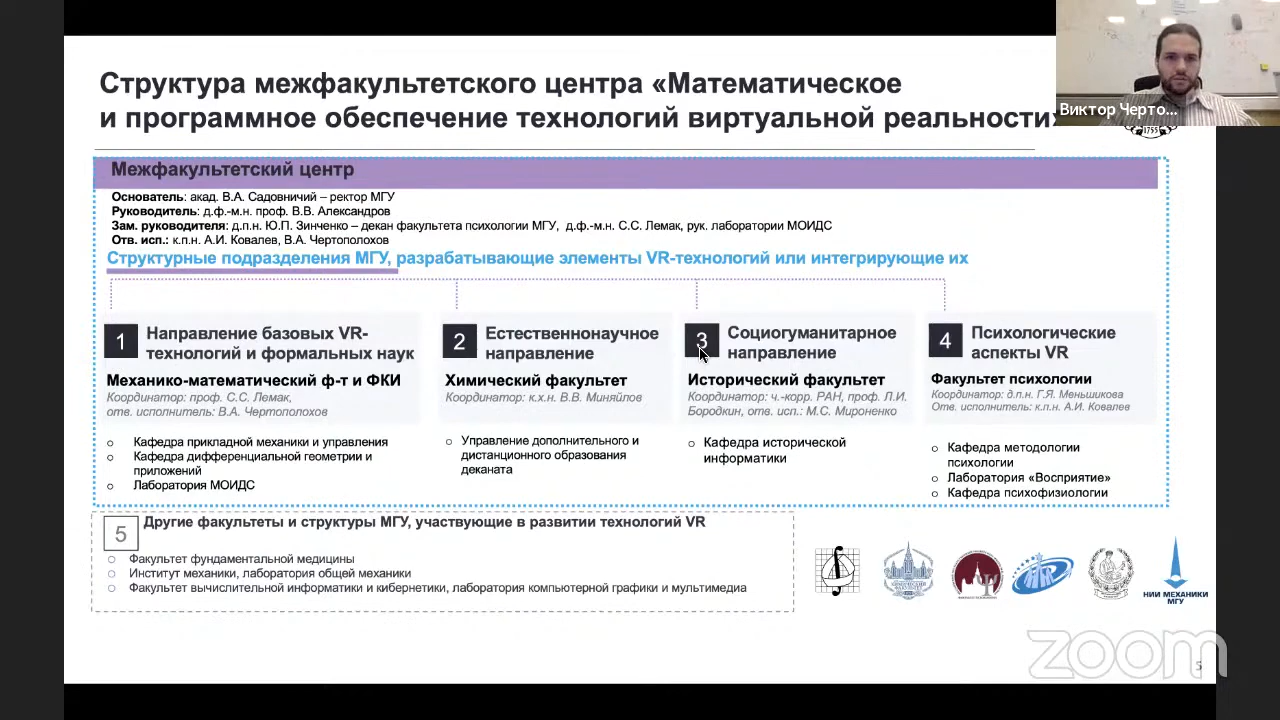 Структура межфакультетского центра «Математическое
и программное обеспечение технологий виртуальной реальности»
Виктор Черто...
1755
Межфакультетский центр
Основатель: акад. В.А. Садовничий – ректор МГУ
Руководитель: д.ф-м.н. проф. В.В. Александров
Зам. руководителя: д.п.н. Ю.П. Зинченко – декан факультета психологии МГУ, д.ф-м.н. С.С. Лемак, рук. лаборатории МОИДС
Отв. исп.: к.п.н. А.И. Ковалев, В.А. Чертополохов
Структурные подразделения МГУ, разрабатывающие элементы VR-технологий или интегрирующие их
1
Направление базовых VR-
технологий и формальных наук
Механико-математический ф-т и ФКИ
Координатор: проф. С.С. Лемак,
отв. исполнитель: В.А. Чертополохов
Кафедра прикладной механики и управления
Кафедра дифференциальной геометрии и
приложений
Лаборатория МОИДС
2
Естественнонаучное
направление
Химический факультет
Координатор: к.х.н. В.В. Миняйлов
Управление дополнительного и
дистанционного образования
деканата
3
Социогуманитарное
направление
Исторический факультет
Координатор: ч.-корр. РАН, проф. Л.И.
Бородкин, отв. исп.: М.С. Мироненко
Кафедра исторической
информатики
4
Психологические
аспекты VR
Факультет психологии
Координатор: д.п.н. Г.Я. Меньшикова
Отв. исполнитель: к.п.н. А.И. Ковалев
Кафедра методологии
психологии
Лаборатория «Восприятие»
Кафедра психофизиологии
5
Другие факультеты и структуры МГУ, участвующие в развитии технологий VR
Факультет фундаментальной медицины
Институт механики, лаборатория общей механики
Факультет вычислительной информатики и кибернетики, лаборатория компьютерной графики и мультимедиа
НИИ МЕХАНИКИ
МГУ
zoom
5